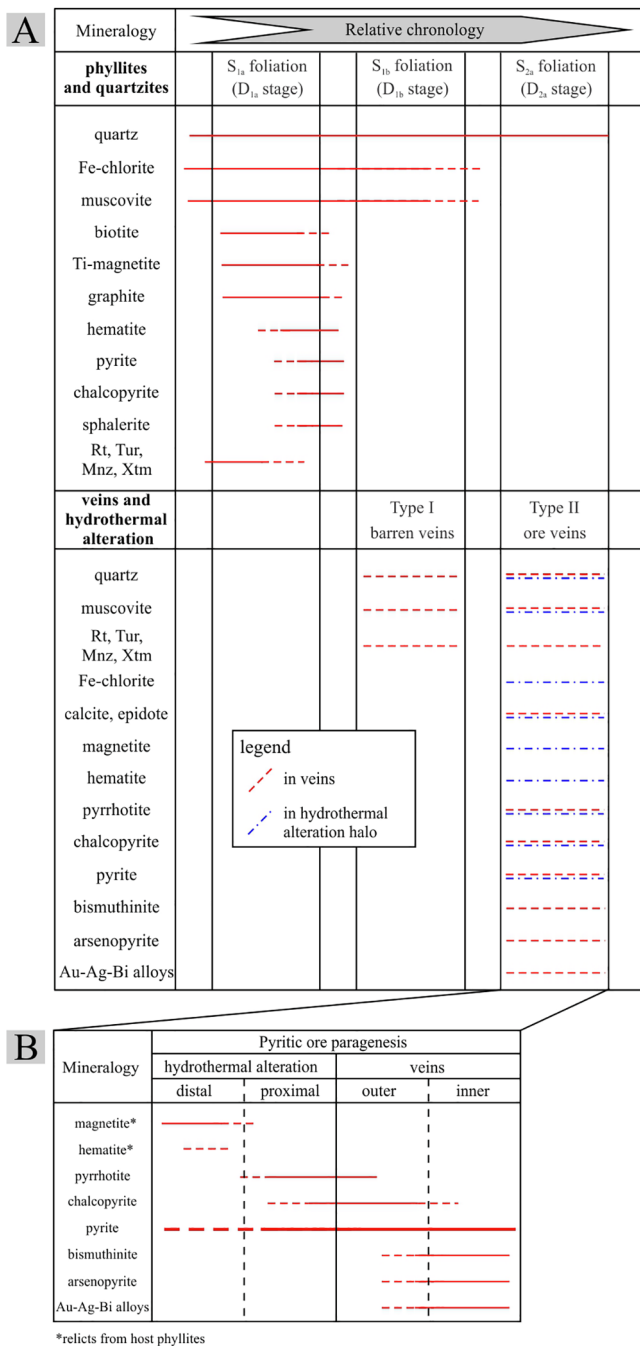 A
Mineralogy
Relative chronology
phyllites
and quartzites
S1a foliation
(D1a stage)
S1b foliation
(D1b stage)
S2a foliation
(D2a stage)
quartz
Fe-chlorite
muscovite
biotite
Ti-magnetite
graphite
hematite
pyrite
chalcopyrite
sphalerite
Rt, Tur,
Mnz, Xtm
veins and
hydrothermal
alteration
Type I
barren veins
Type II
ore veins
quartz
muscovite
Rt, Tur,
Mnz, Xtm
Fe-chlorite
calcite, epidote
magnetite
hematite
pyrrhotite
chalcopyrite
pyrite
bismuthinite
arsenopyrite
Au-Ag-Bi alloys
legend
in veins
in hydrothermal
alteration halo
B
Mineralogy
Pyritic ore paragenesis
hydrothermal alteration
veins
distal
proximal
outer
inner
magnetite*
hematite*
pyrrhotite
chalcopyrite
pyrite
bismuthinite
arsenopyrite
Au-Ag-Bi alloys
*relicts from host phyllites